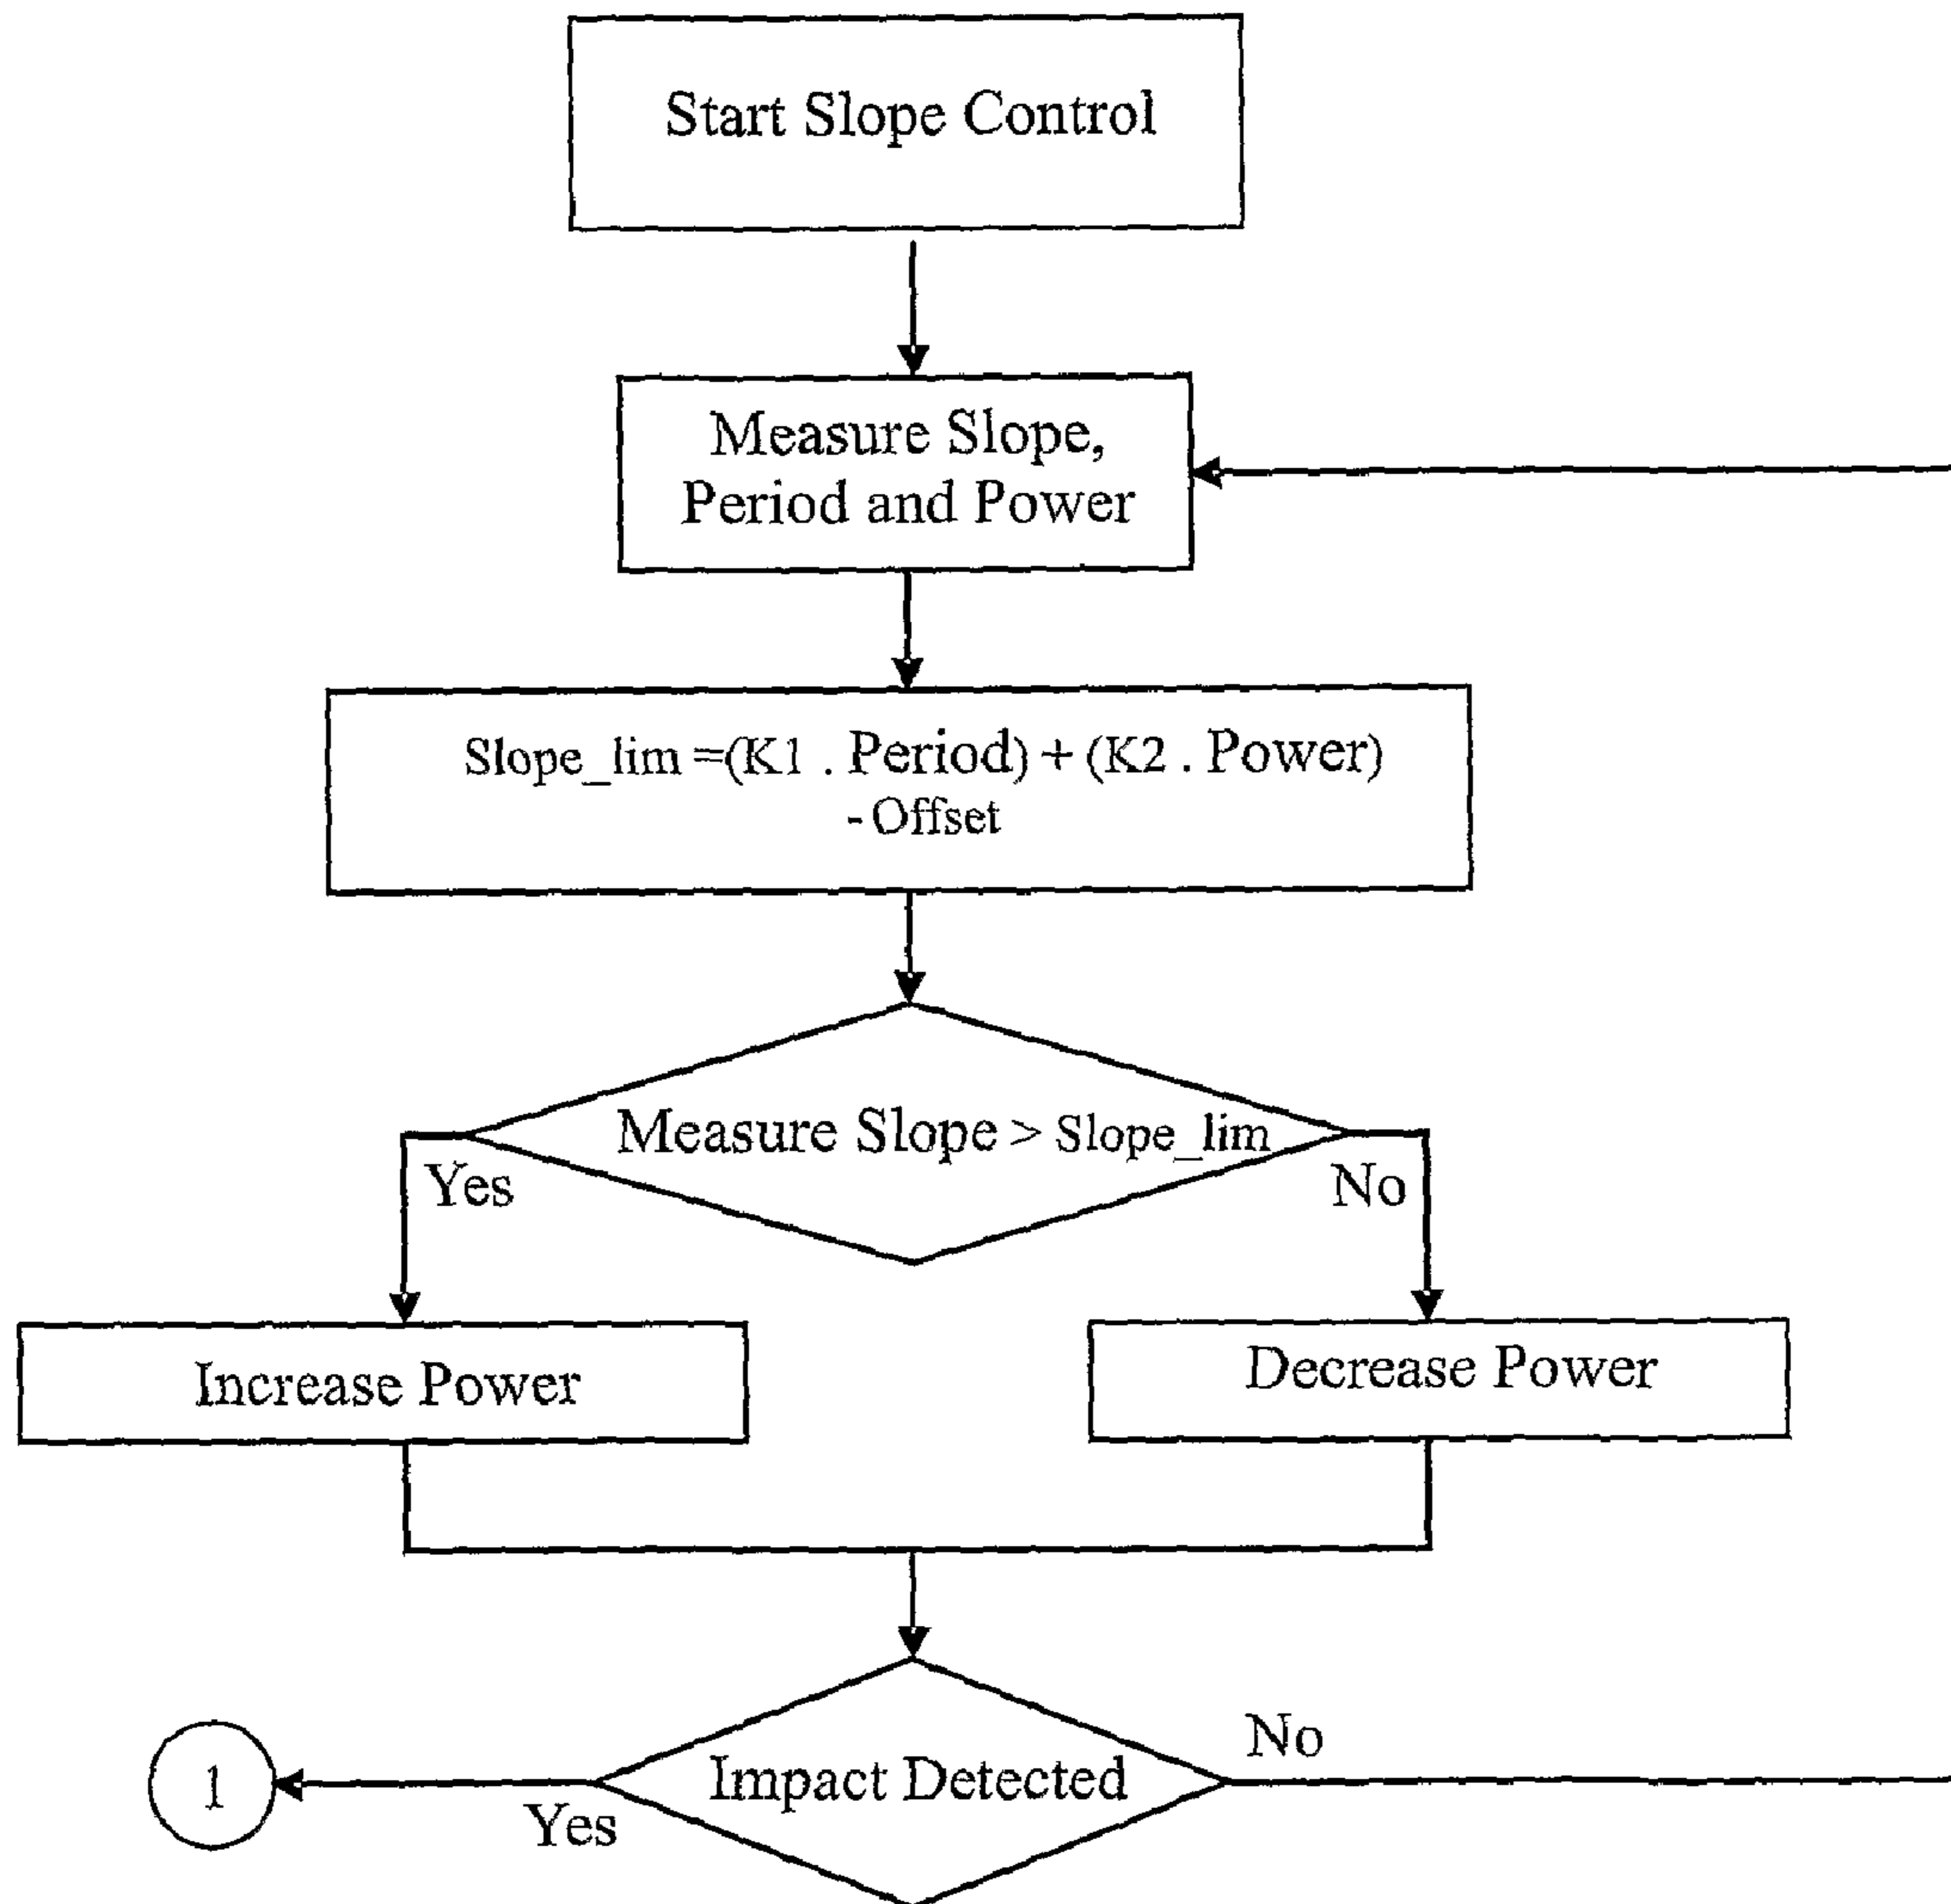 Start Slope Control
Measure Slope,
Period and Power
Slope_lim =(K1 . Period) + (K2 . Power)
- Offset
Measure Slope > Slope_lim
Yes
No
Increase Power
Decrease Power
Impact Detected
No
Yes
1